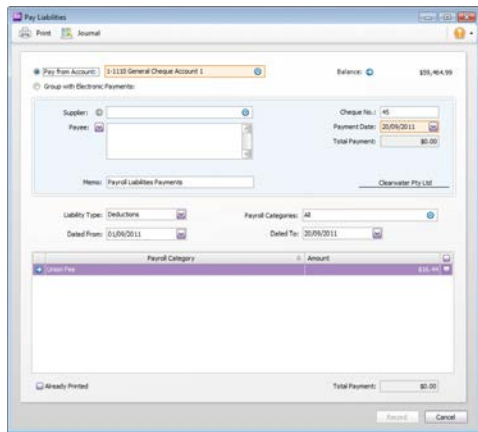 Pay Liabilities
Print Journal
Pay from Account: 1-1110 General Cheque Account 1 Balance: $59,464.99
Group with Electronic Payments:
Supplier: Cheque No.: 45
Payee: Payment Date: 20/09/2011
Total Payment: $0.00
Memo: Payroll Liabilities Payments Clearwater Pty Ltd
Liability Type: Deductions Payroll Categories: All
Dated From: 01/09/2011 Dated To: 20/09/2011
Payroll Category Amount
Union Fee $16.44
Already Printed Total Payment: $0.00
Record Cancel